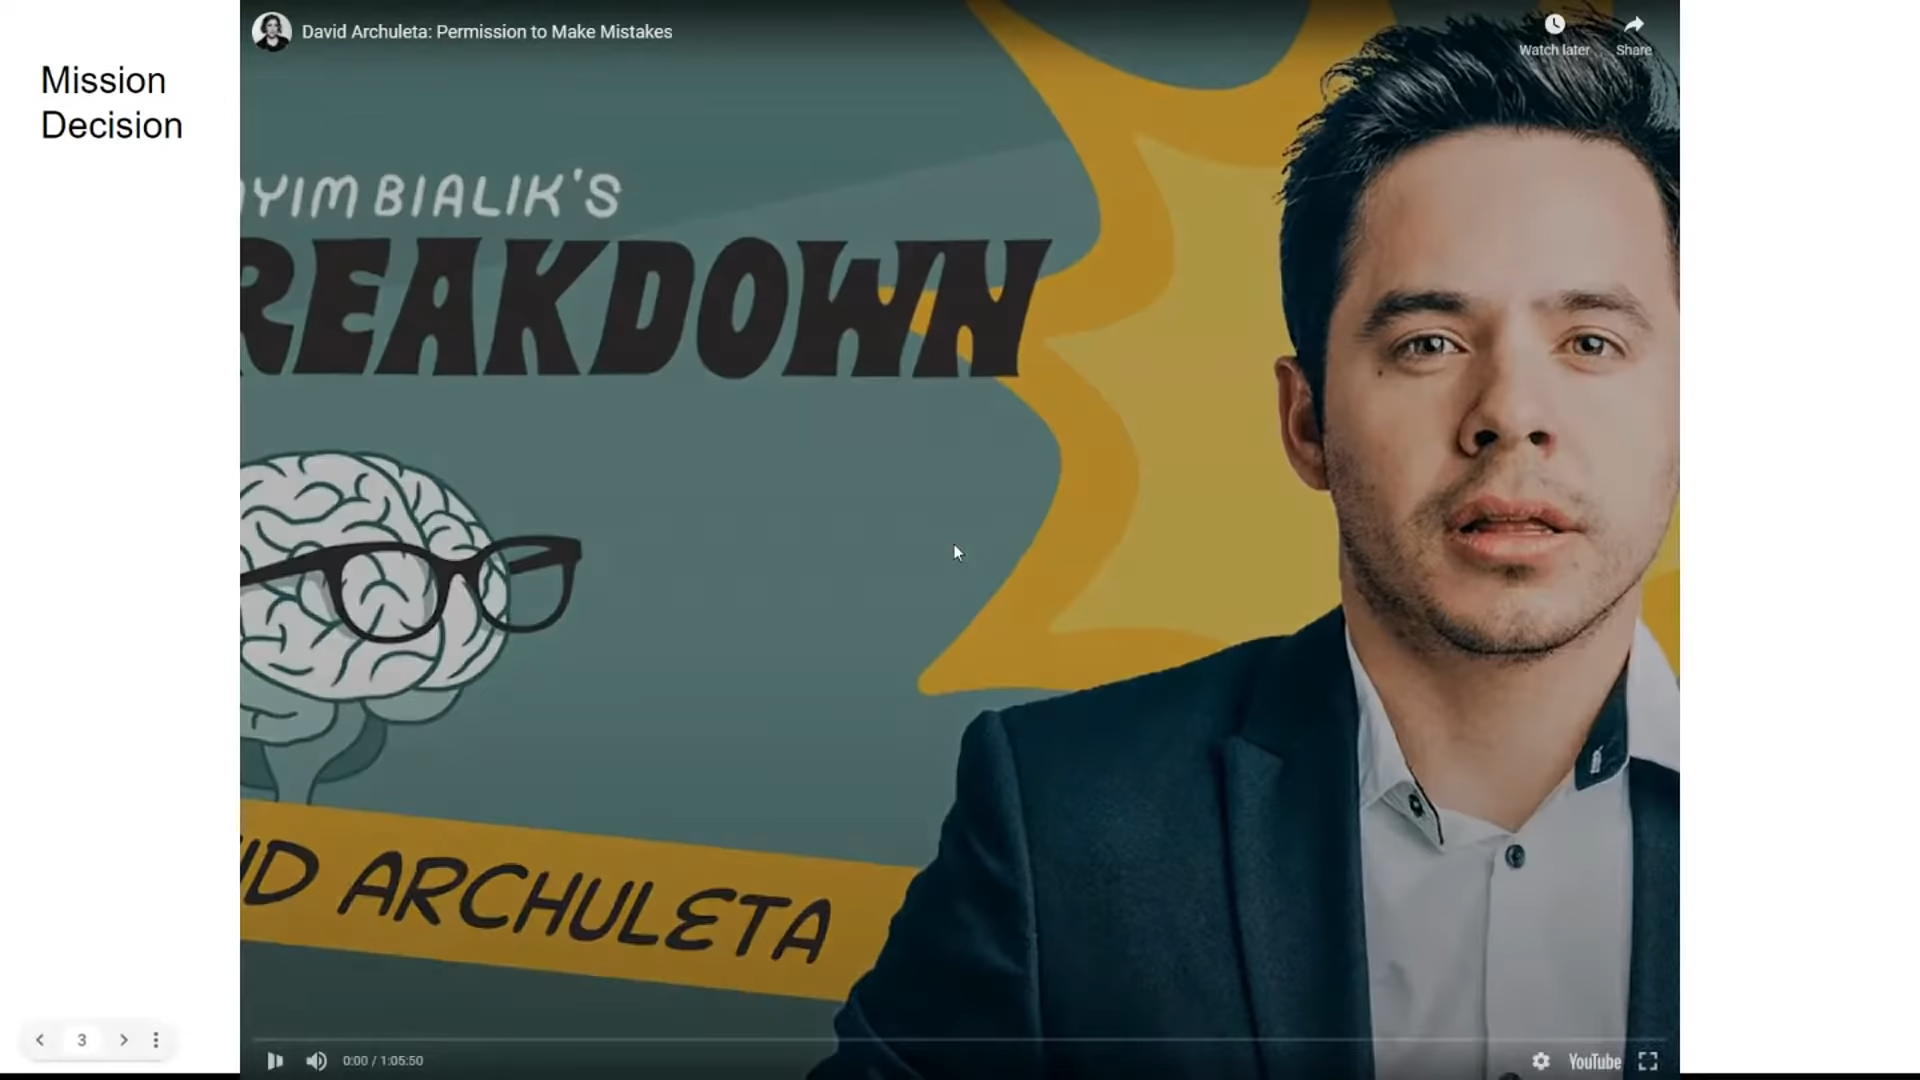 Mission
Decision
David Archuleta: Permission to Make Mistakes
Watch later
Share
YIM BIALIK'S
REAKDOWN
ID ARCHULETA
3
0:00 / 1:05:50
YouTube